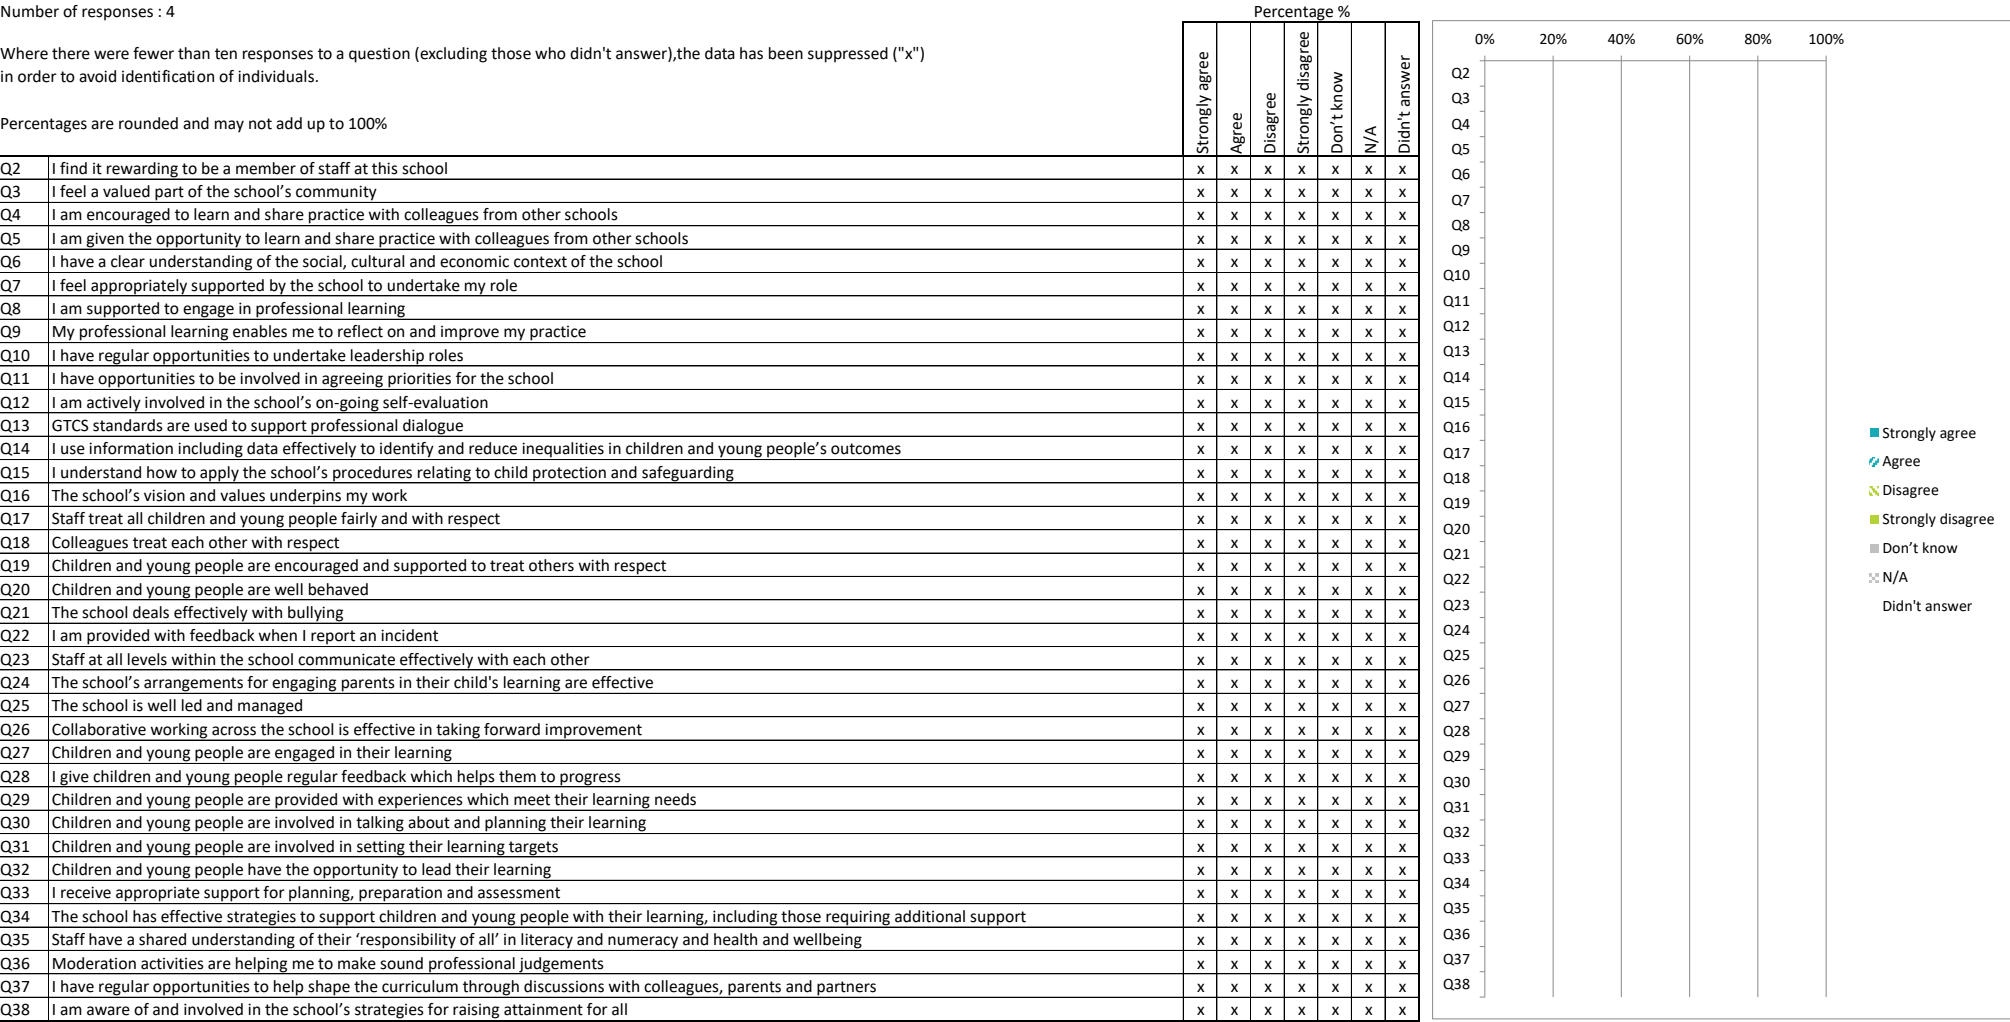 Number of responses : 4
Percentage %
Where there were fewer than ten responses to a question (excluding those who didn't answer),the data has been suppressed ("x")
in order to avoid identification of individuals.
Percentages are rounded and may not add up to 100%
Strongly agree
Agree
Disagree
Strongly disagree
Don't know
N/A
Didn't answer
Q2 I find it rewarding to be a member of staff at this school x x x x x x x
Q3 I feel a valued part of the school’s community x x x x x x x
Q4 I am encouraged to learn and share practice with colleagues from other schools x x x x x x x
Q5 I am given the opportunity to learn and share practice with colleagues from other schools x x x x x x x
Q6 I have a clear understanding of the social, cultural and economic context of the school x x x x x x x
Q7 I feel appropriately supported by the school to undertake my role x x x x x x x
Q8 I am supported to engage in professional learning x x x x x x x
Q9 My professional learning enables me to reflect on and improve my practice x x x x x x x
Q10 I have regular opportunities to undertake leadership roles x x x x x x x
Q11 I have opportunities to be involved in agreeing priorities for the school x x x x x x x
Q12 I am actively involved in the school’s on-going self-evaluation x x x x x x x
Q13 GTCS standards are used to support professional dialogue x x x x x x x
Q14 I use information including data effectively to identify and reduce inequalities in children and young people’s outcomes x x x x x x x
Q15 I understand how to apply the school’s procedures relating to child protection and safeguarding x x x x x x x
Q16 The school’s vision and values underpins my work x x x x x x x
Q17 Staff treat all children and young people fairly and with respect x x x x x x x
Q18 Colleagues treat each other with respect x x x x x x x
Q19 Children and young people are encouraged and supported to treat others with respect x x x x x x x
Q20 Children and young people are well behaved x x x x x x x
Q21 The school deals effectively with bullying x x x x x x x
Q22 I am provided with feedback when I report an incident x x x x x x x
Q23 Staff at all levels within the school communicate effectively with each other x x x x x x x
Q24 The school’s arrangements for engaging parents in their child's learning are effective x x x x x x x
Q25 The school is well led and managed x x x x x x x
Q26 Collaborative working across the school is effective in taking forward improvement x x x x x x x
Q27 Children and young people are engaged in their learning x x x x x x x
Q28 I give children and young people regular feedback which helps them to progress x x x x x x x
Q29 Children and young people are provided with experiences which meet their learning needs x x x x x x x
Q30 Children and young people are involved in talking about and planning their learning x x x x x x x
Q31 Children and young people are involved in setting their learning targets x x x x x x x
Q32 Children and young people have the opportunity to lead their learning x x x x x x x
Q33 I receive appropriate support for planning, preparation and assessment x x x x x x x
Q34 The school has effective strategies to support children and young people with their learning, including those requiring additional support x x x x x x x
Q35 Staff have a shared understanding of their ‘responsibility of all’ in literacy and numeracy and health and wellbeing x x x x x x x
Q36 Moderation activities are helping me to make sound professional judgements x x x x x x x
Q37 I have regular opportunities to help shape the curriculum through discussions with colleagues, parents and partners x x x x x x x
Q38 I am aware of and involved in the school’s strategies for raising attainment for all x x x x x x x
0% 20% 40% 60% 80% 100%
Q2
Q3
Q4
Q5
Q6
Q7
Q8
Q9
Q10
Q11
Q12
Q13
Q14
Q15
Q16
Q17
Q18
Q19
Q20
Q21
Q22
Q23
Q24
Q25
Q26
Q27
Q28
Q29
Q30
Q31
Q32
Q33
Q34
Q35
Q36
Q37
Q38
Strongly agree
Agree
Disagree
Strongly disagree
Don’t know
N/A
Didn't answer